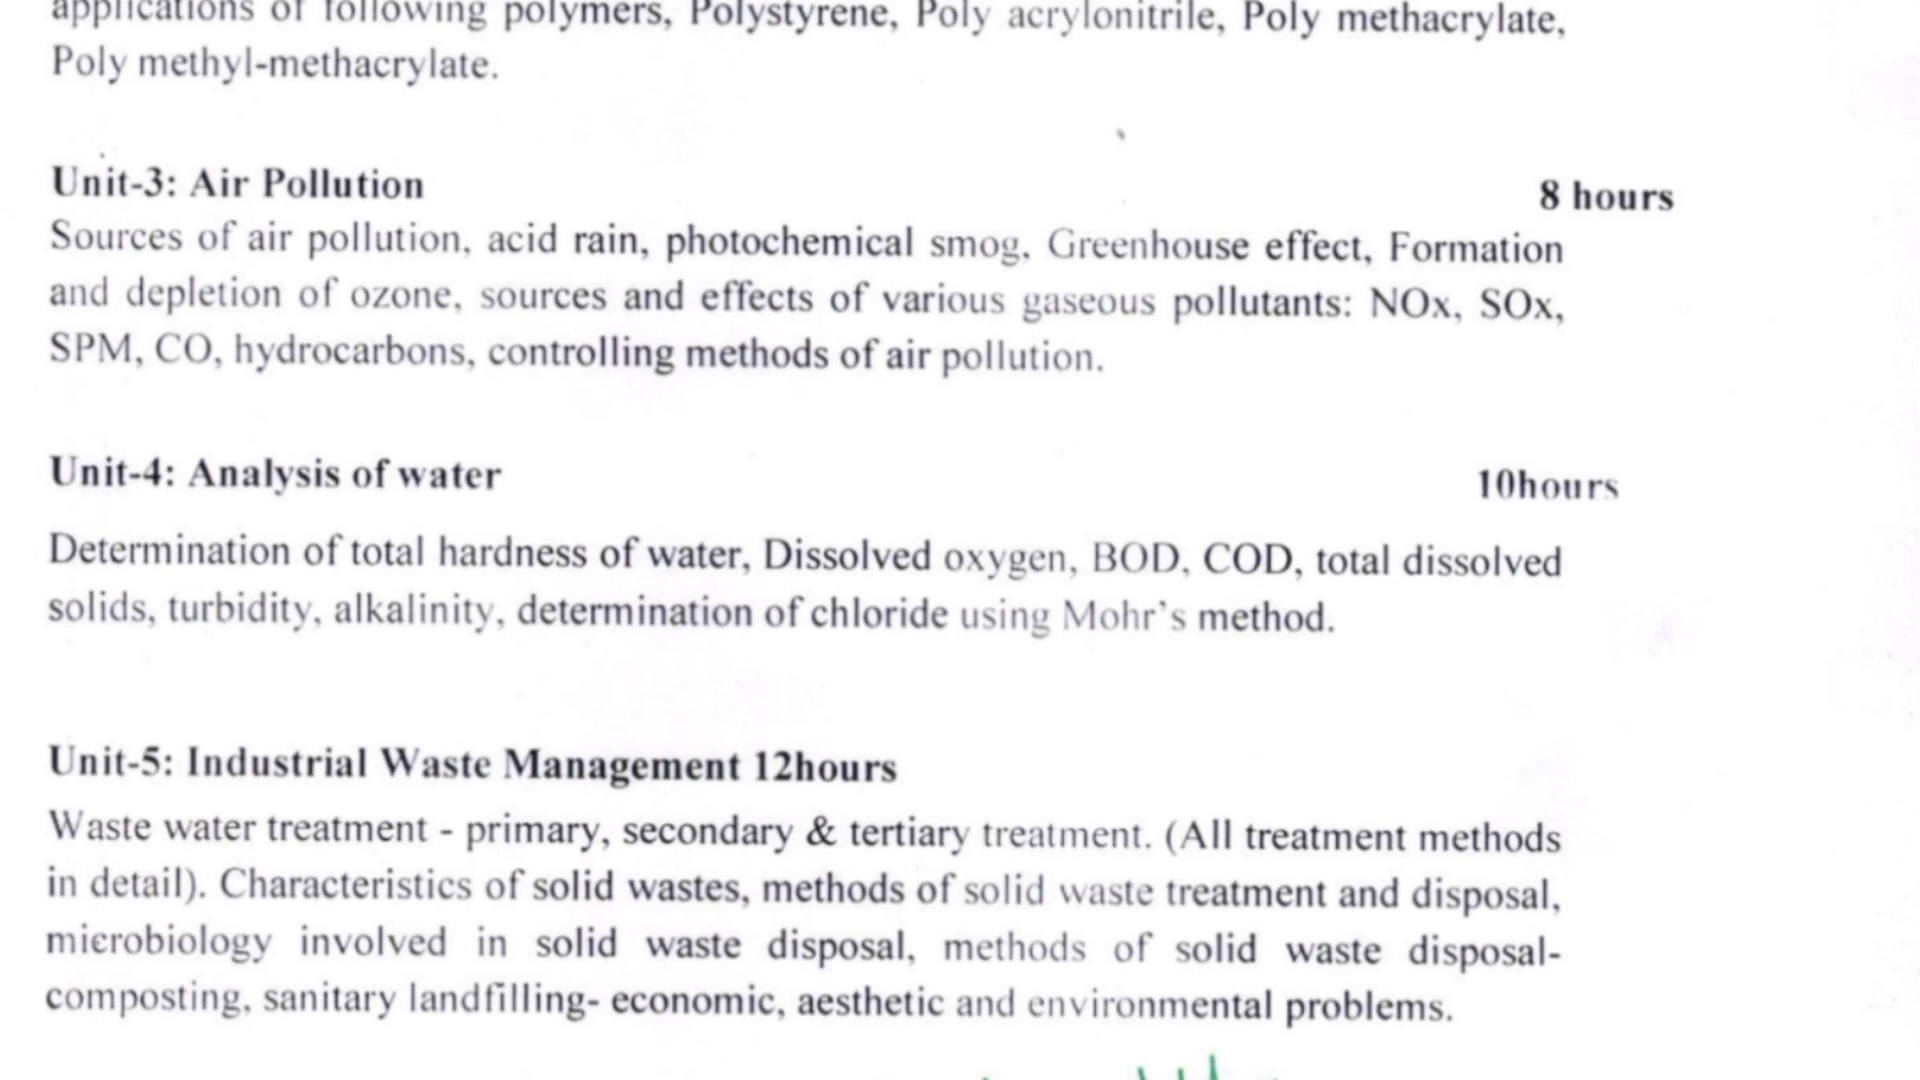 applications of following polymers, Polystyrene, Poly acrylonitrile, Poly methacrylate,
Poly methyl-methacrylate.
Unit-3: Air Pollution 8 hours
Sources of air pollution, acid rain, photochemical smog, Greenhouse effect, Formation
and depletion of ozone, sources and effects of various gaseous pollutants: NOx, SOx,
SPM, CO, hydrocarbons, controlling methods of air pollution.
Unit-4: Analysis of water 10hours
Determination of total hardness of water, Dissolved oxygen, BOD, COD, total dissolved
solids, turbidity, alkalinity, determination of chloride using Mohr's method.
Unit-5: Industrial Waste Management 12hours
Waste water treatment - primary, secondary & tertiary treatment. (All treatment methods
in detail). Characteristics of solid wastes, methods of solid waste treatment and disposal,
microbiology involved in solid waste disposal, methods of solid waste disposal-
composting, sanitary landfilling- economic, aesthetic and environmental problems.